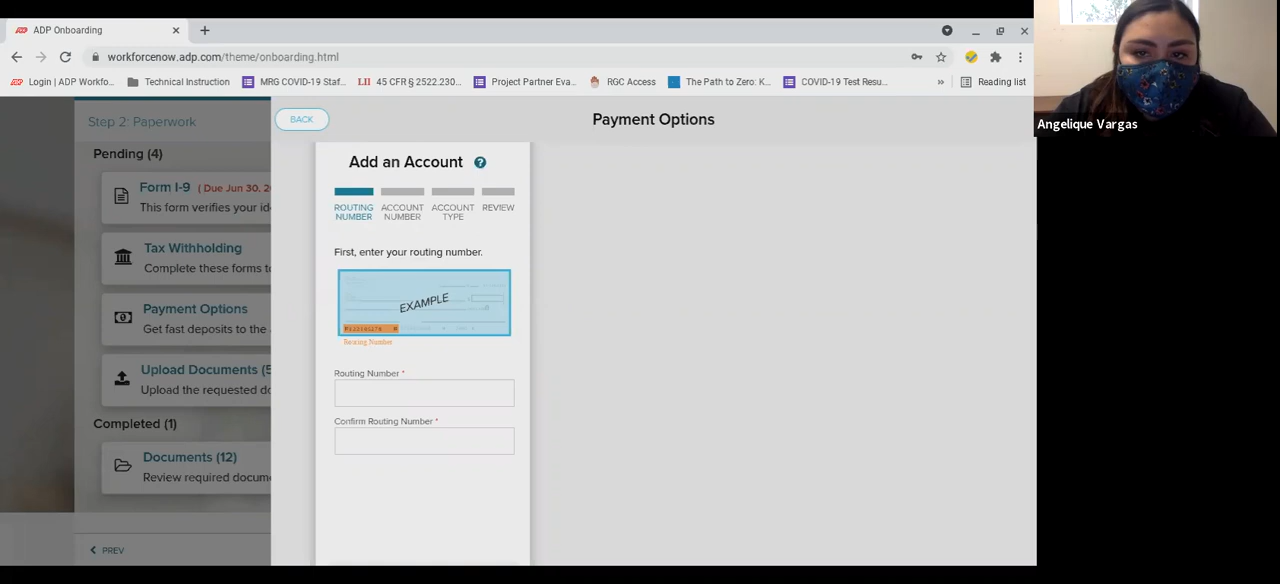 ADP Onboarding
workforcenow.adp.com/theme/onboarding.html
Login | ADP Workfo... Technical Instruction MRG COVID-19 Staf... LII 45 CFR § 2522.230... Project Partner Eva... RGC Access The Path to Zero: K... COVID-19 Test Resu... » Reading list
Angelique Vargas
Step 2: Paperwork
Pending (4)
Form I-9 ( Due Jun 30, 20
This form verifies your ide
Tax Withholding
Complete these forms to
Payment Options
Get fast deposits to the a
Upload Documents (5
Upload the requested do
Completed (1)
Documents (12)
Review required docum
PREV
BACK
Payment Options
Add an Account ?
ROUTING NUMBER
ACCOUNT NUMBER
ACCOUNT TYPE
REVIEW
First, enter your routing number.
EXAMPLE
Routing Number
Routing Number *
Confirm Routing Number *